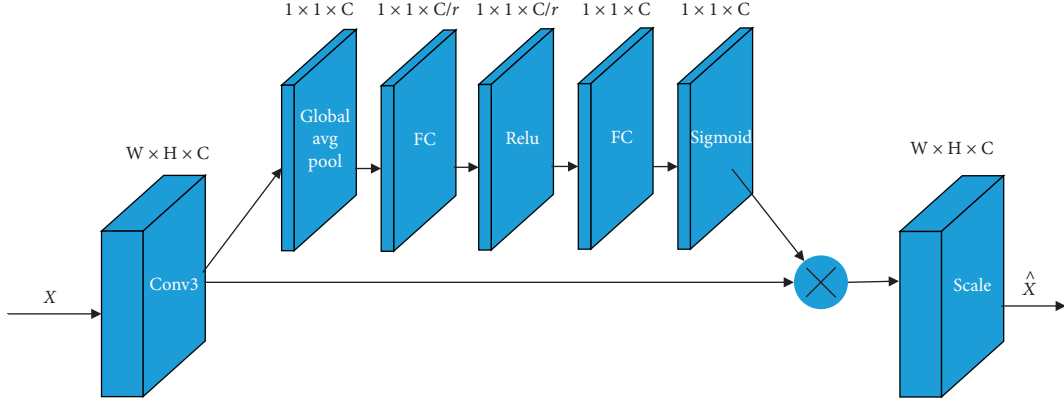 1 × 1 × C
1 × 1 × C/r
1 × 1 × C/r
1 × 1 × C
1 × 1 × C
Global
avg
pool
FC
Relu
FC
Sigmoid
W × H × C
W × H × C
Conv3
Scale
X
X̂